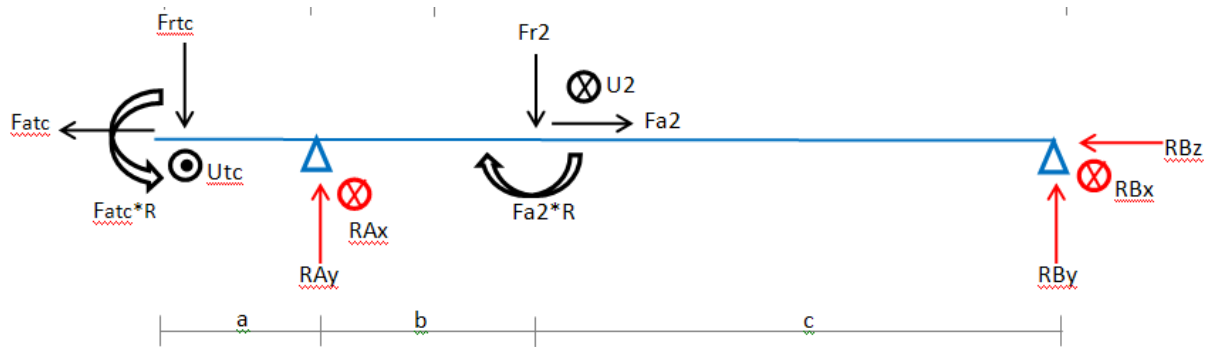 Frtc
Fr2
U2
Fatc
Fa2
RBz
Utc
RBx
Fatc*R
Fa2*R
RAx
RAy
RBy
a
b
c